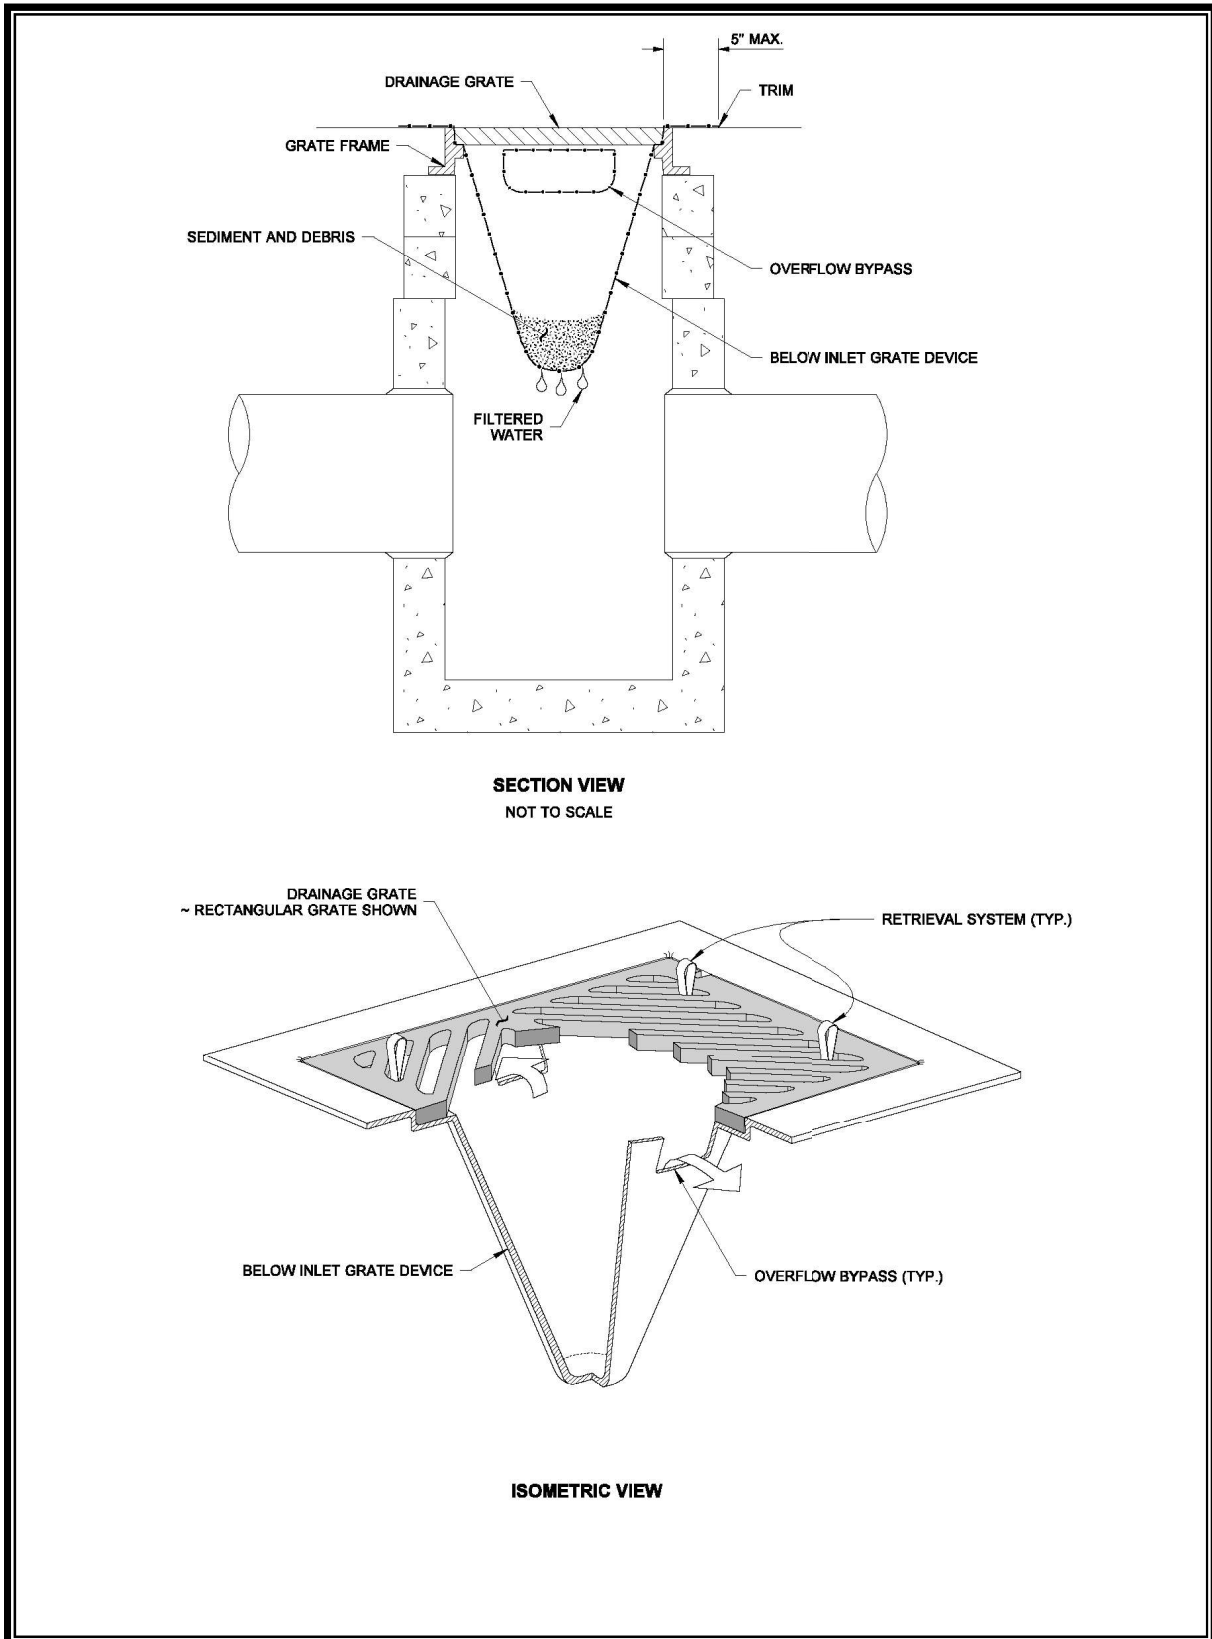 5" MAX.
DRAINAGE GRATE
TRIM
GRATE FRAME
SEDIMENT AND DEBRIS
OVERFLOW BYPASS
BELOW INLET GRATE DEVICE
FILTERED
WATER
SECTION VIEW
NOT TO SCALE
DRAINAGE GRATE
~ RECTANGULAR GRATE SHOWN
RETRIEVAL SYSTEM (TYP.)
BELOW INLET GRATE DEVICE
OVERFLOW BYPASS (TYP.)
ISOMETRIC VIEW